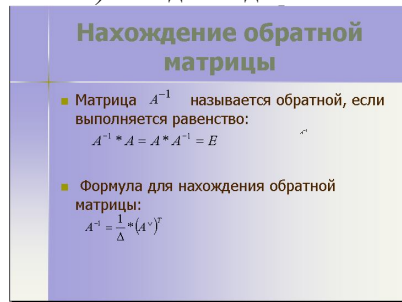 Нахождение обратной
матрицы
Матрица A⁻¹ называется обратной, если
выполняется равенство:
A⁻¹ * A = A * A⁻¹ = E
Формула для нахождения обратной
матрицы:
A⁻¹ = 1/Δ * (A^∨)^T